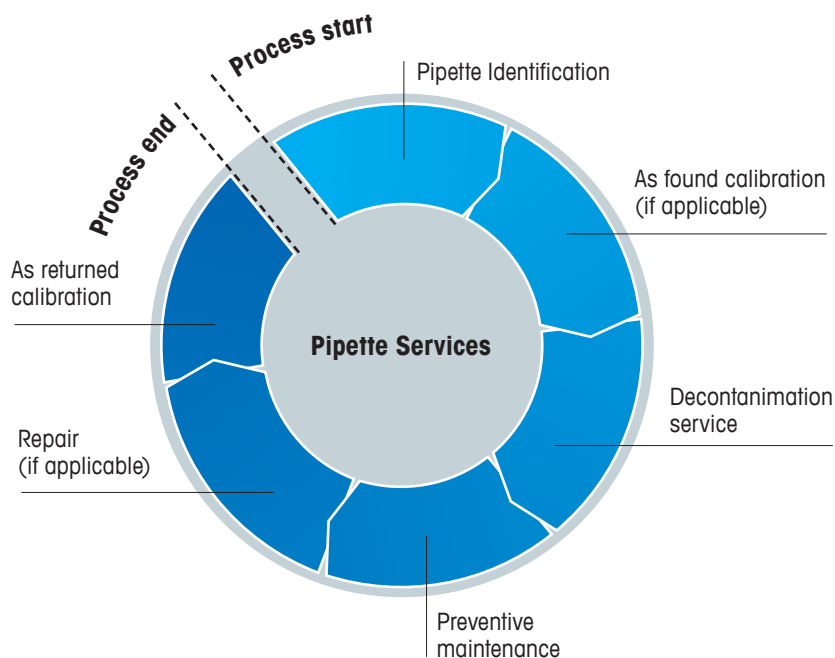 Process start
Process end
Pipette Identification
As found calibration
(if applicable)
Decontanimation
service
Preventive
maintenance
Repair
(if applicable)
As returned
calibration
Pipette Services